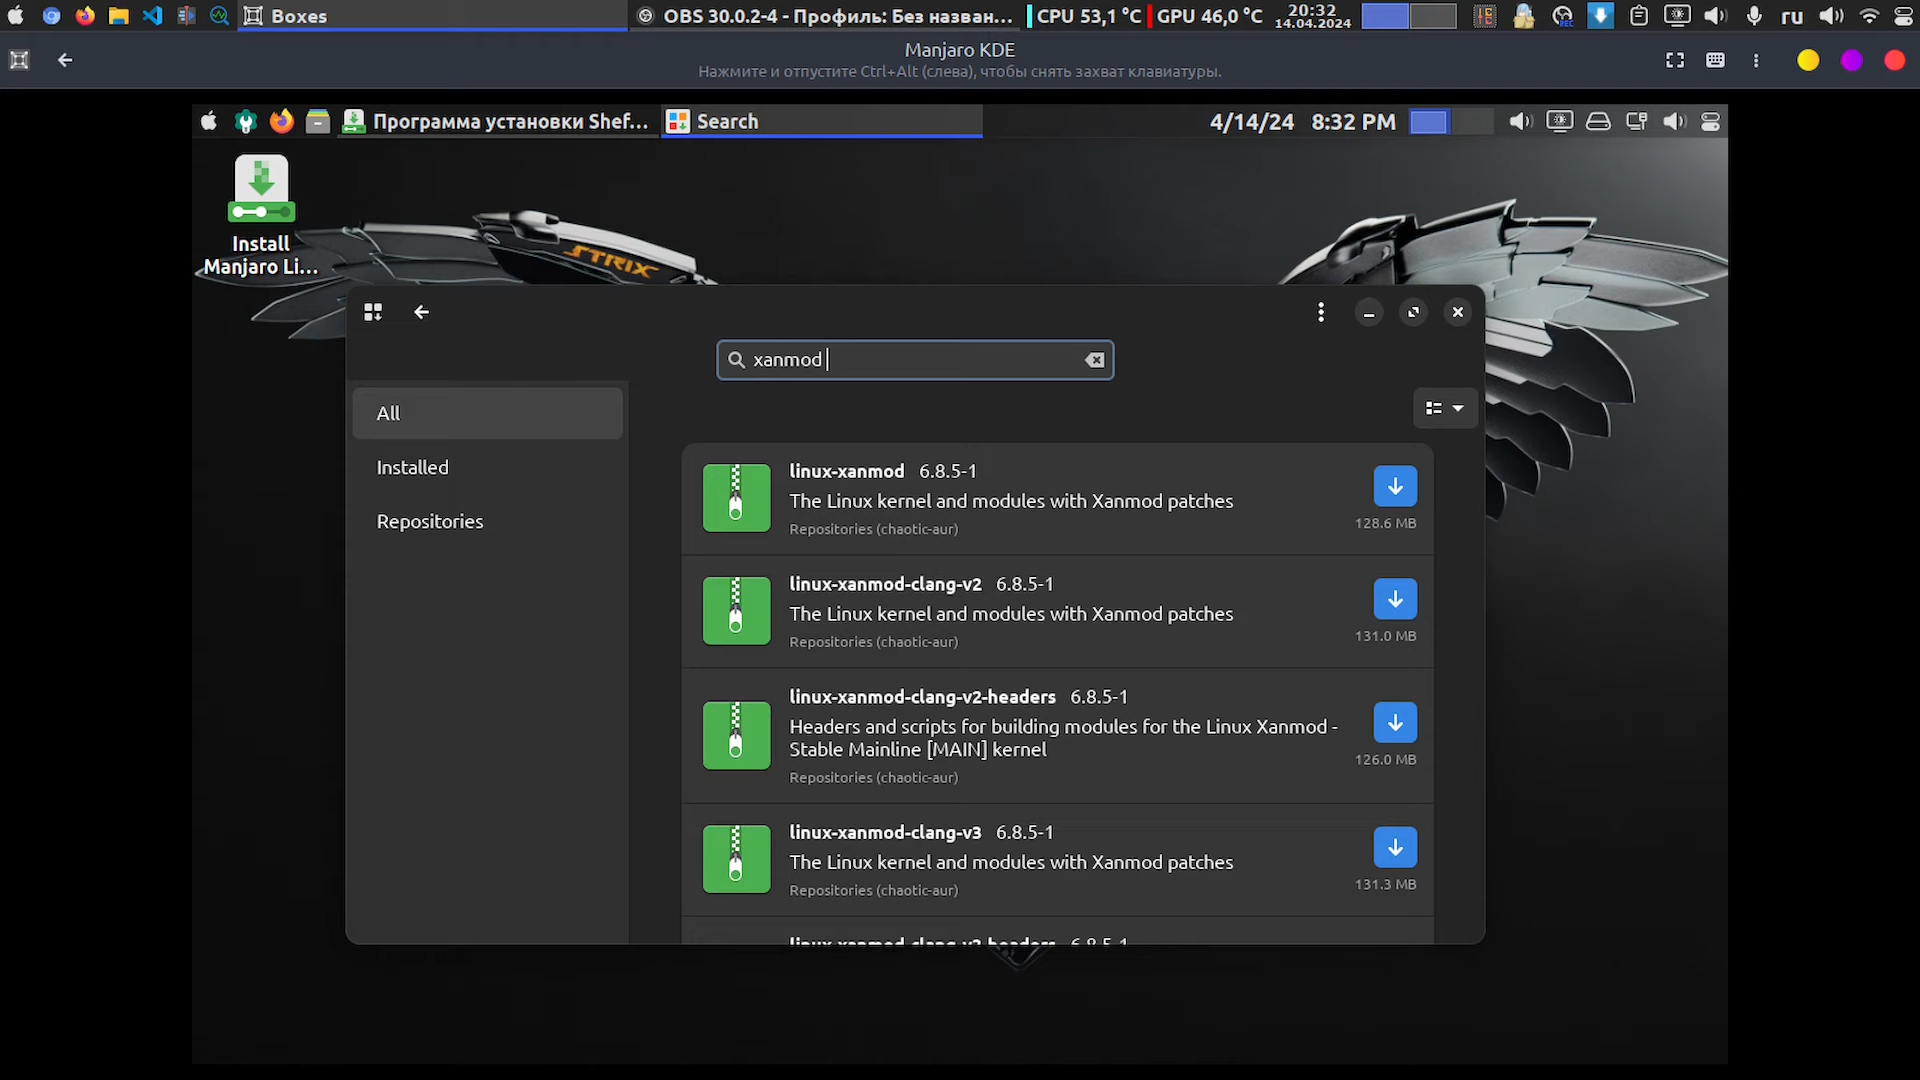 Boxes
OBS 30.0.2-4 - Профиль: Без назван...
CPU 53,1 °C
GPU 46,0 °C
20:32
14.04.2024
ru
Manjaro KDE
Нажмите и отпустите Ctrl+Alt (слева), чтобы снять захват клавиатуры.
Программа установки Shef...
Search
4/14/24 8:32 PM
Install
Manjaro Li...
STRIX
xanmod
All
Installed
Repositories
linux-xanmod 6.8.5-1
The Linux kernel and modules with Xanmod patches
Repositories (chaotic-aur)
128.6 MB
linux-xanmod-clang-v2 6.8.5-1
The Linux kernel and modules with Xanmod patches
Repositories (chaotic-aur)
131.0 MB
linux-xanmod-clang-v2-headers 6.8.5-1
Headers and scripts for building modules for the Linux Xanmod -
Stable Mainline [MAIN] kernel
Repositories (chaotic-aur)
126.0 MB
linux-xanmod-clang-v3 6.8.5-1
The Linux kernel and modules with Xanmod patches
Repositories (chaotic-aur)
131.3 MB